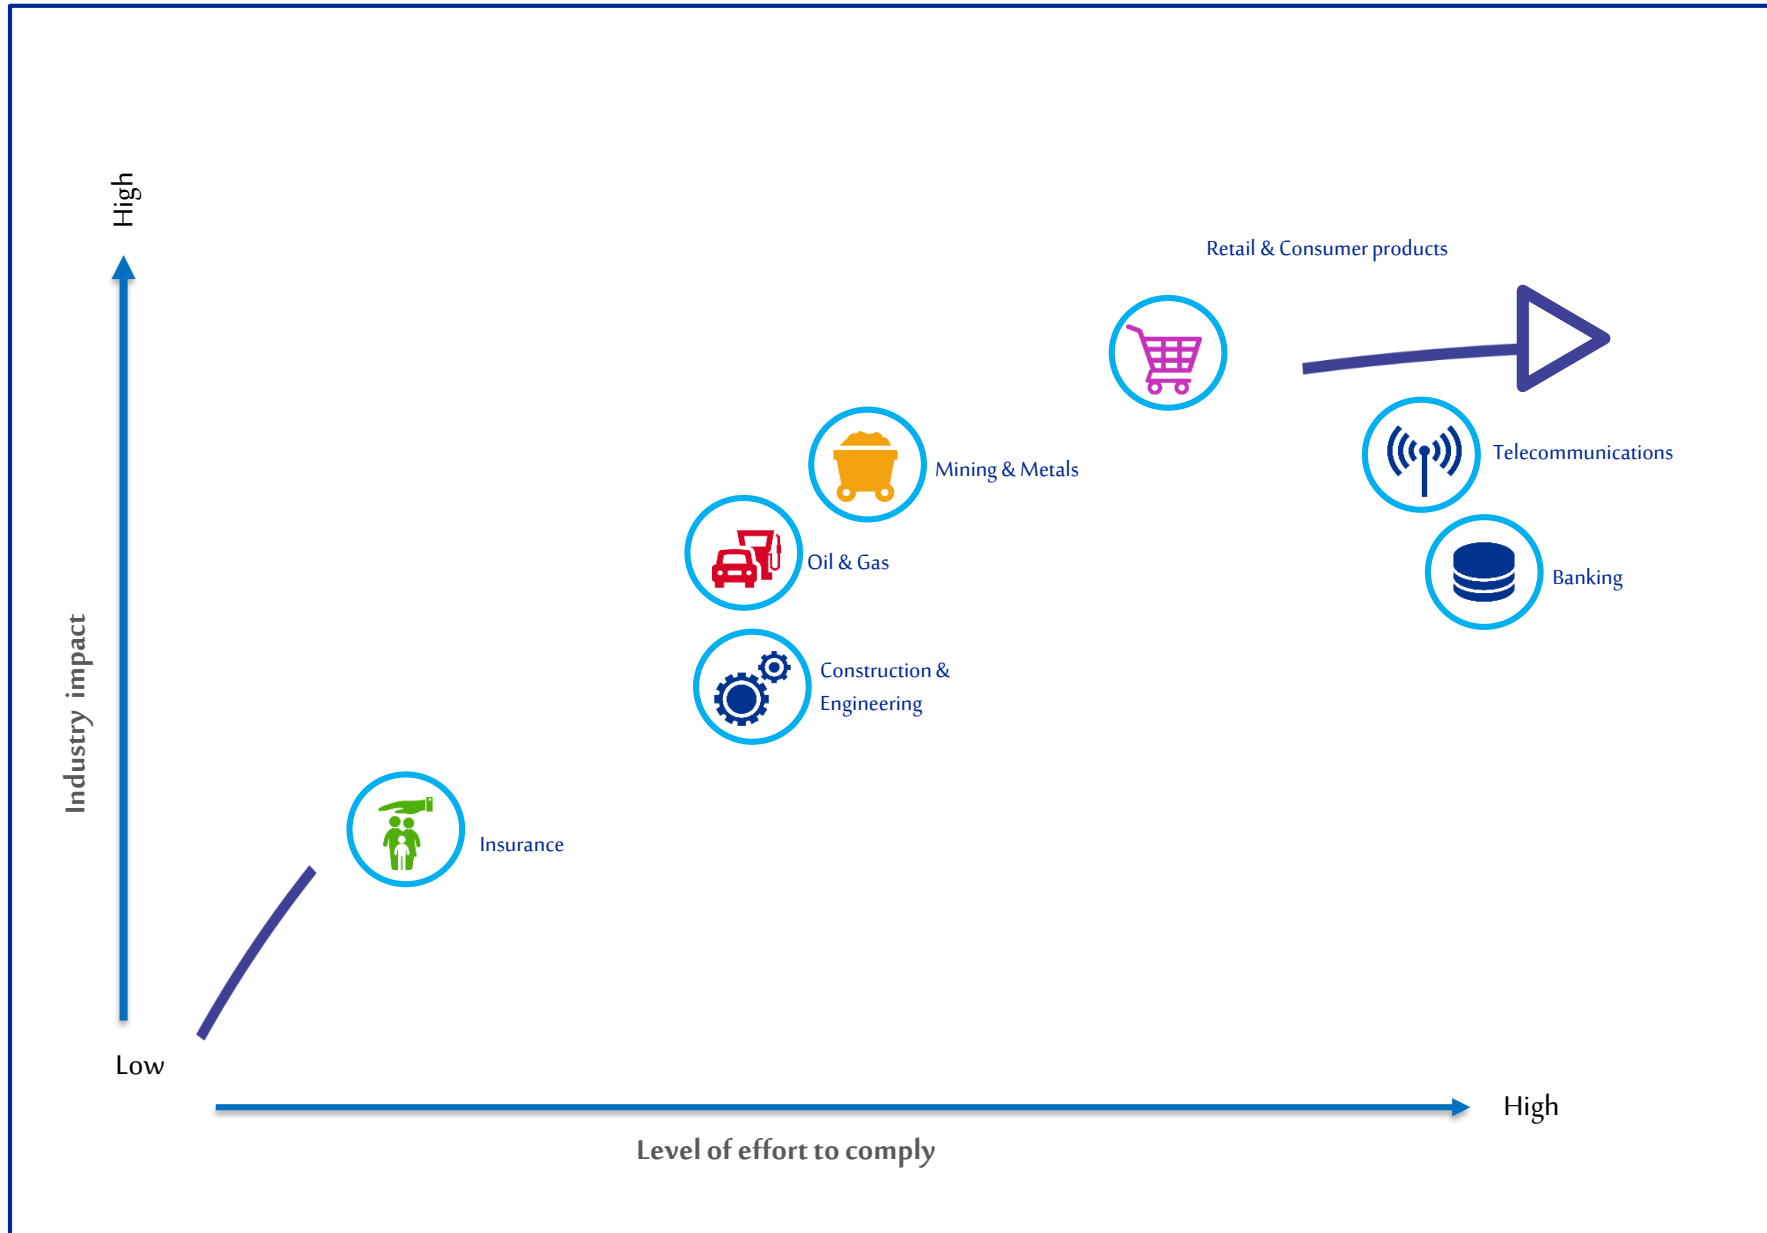 High
Retail & Consumer products
Telecommunications
Mining & Metals
Oil & Gas
Banking
Construction &
Engineering
Industry impact
Insurance
Low
High
Level of effort to comply